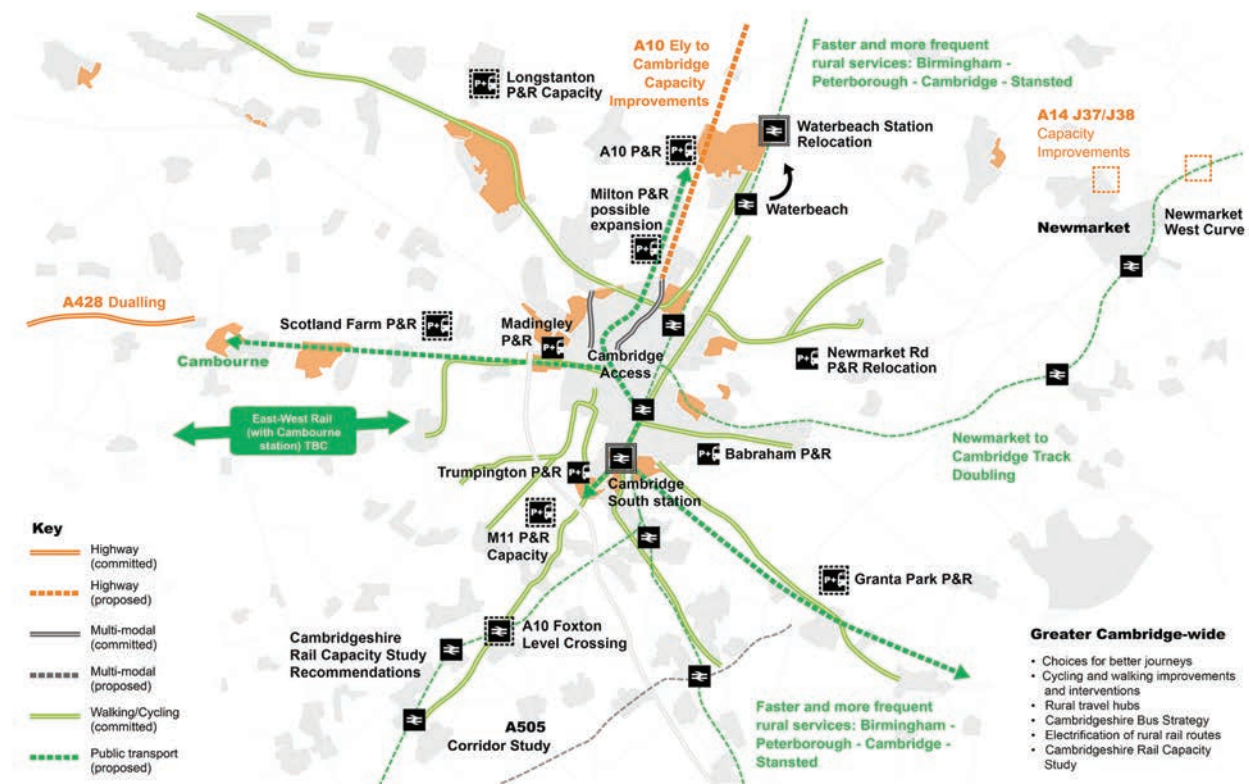 Longstanton
P&R Capacity
A10 Ely to
Cambridge
Capacity
Improvements
Faster and more frequent
rural services: Birmingham -
Peterborough - Cambridge - Stansted
A14 J37/J38
Capacity
Improvements
Waterbeach Station
Relocation
A10 P&R
Milton P&R
possible
expansion
Waterbeach
Newmarket
Newmarket
West Curve
A428 Dualling
Scotland Farm P&R
Madingley
P&R
Cambourne
Cambridge
Access
Newmarket Rd
P&R Relocation
East-West Rail
(with Cambourne
station) TBC
Newmarket to
Cambridge Track
Doubling
Trumpington P&R
Babraham P&R
Cambridge
South station
M11 P&R
Capacity
Granta Park P&R
A10 Foxton
Level Crossing
Cambridgeshire
Rail Capacity Study
Recommendations
A505
Corridor Study
Faster and more frequent
rural services: Birmingham -
Peterborough - Cambridge -
Stansted
Key
Highway
(committed)
Highway
(proposed)
Multi-modal
(committed)
Multi-modal
(proposed)
Walking/Cycling
(committed)
Public transport
(proposed)
Greater Cambridge-wide
• Choices for better journeys
• Cycling and walking improvements
and interventions
• Rural travel hubs
• Cambridgeshire Bus Strategy
• Electrification of rural rail routes
• Cambridgeshire Rail Capacity
Study
P+
P+
P+
P+
P+
P+
P+
P+
P+
P+